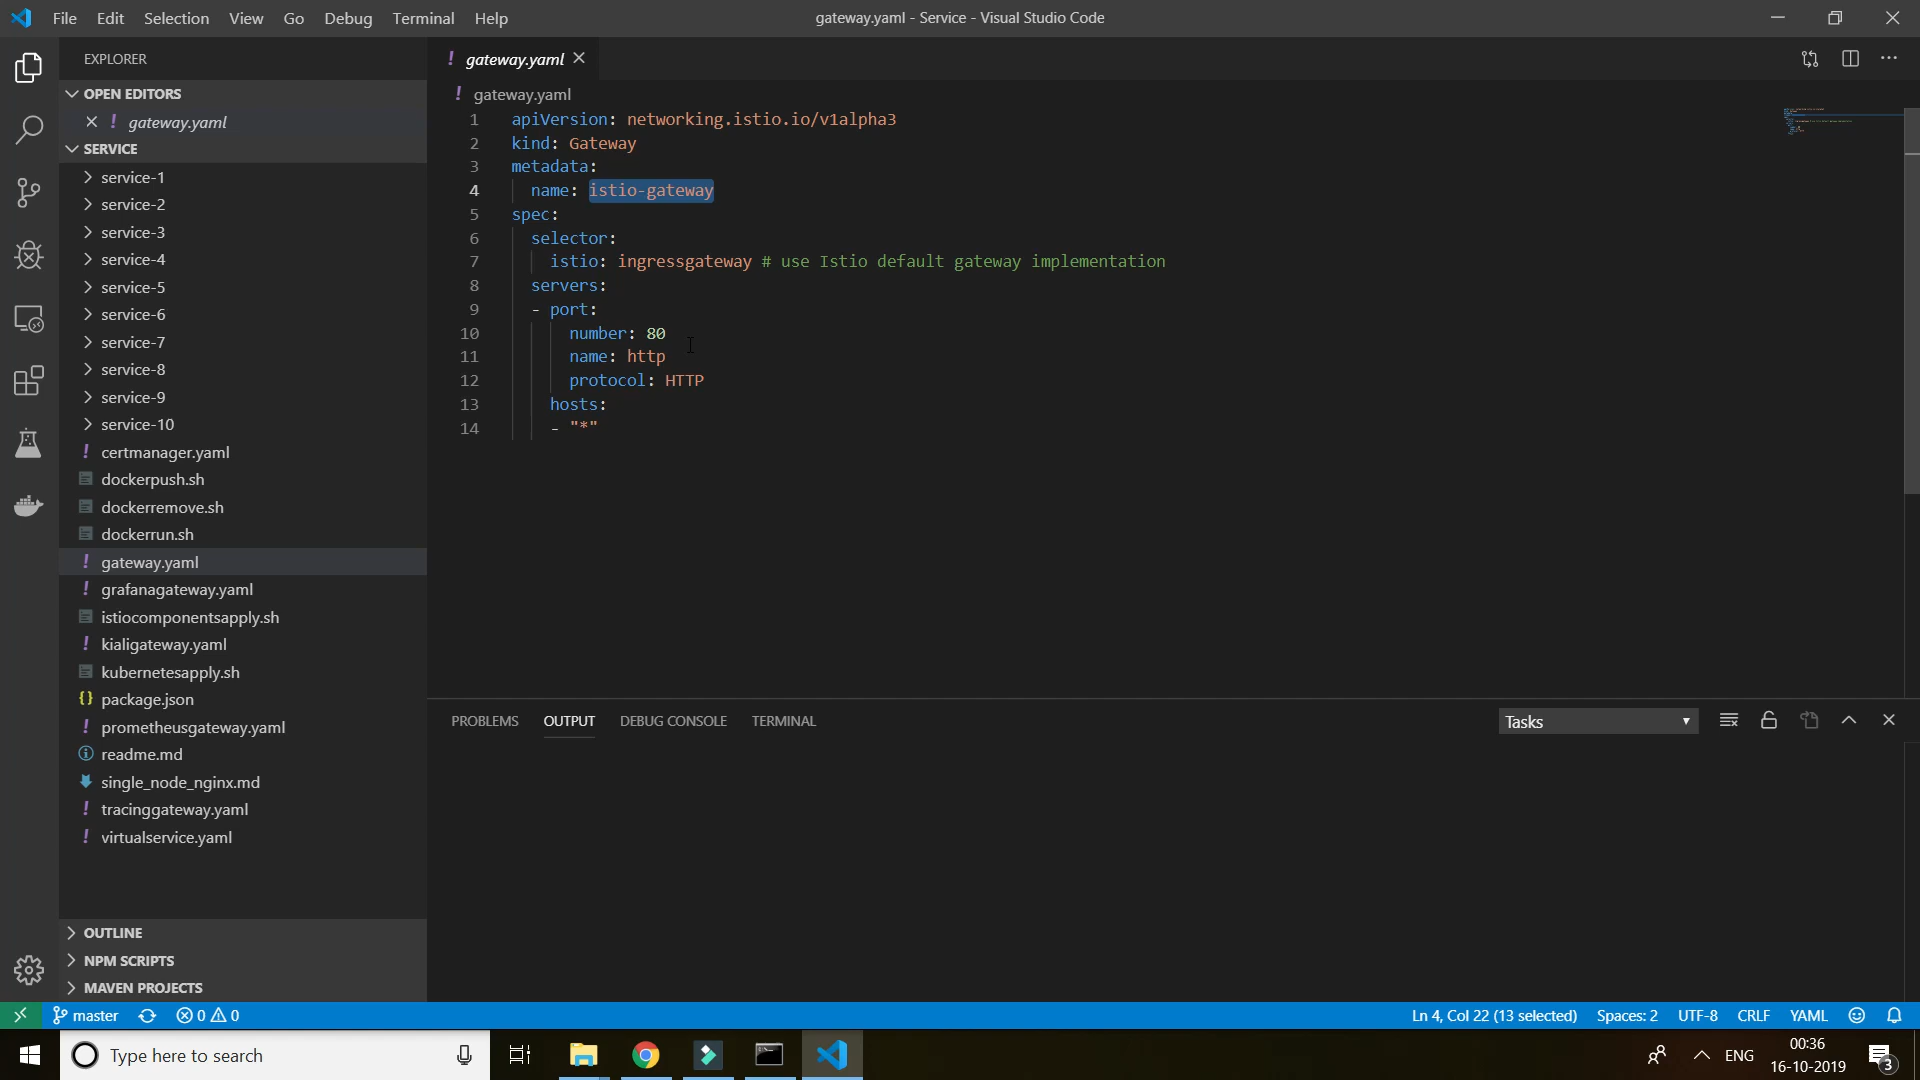 File Edit Selection View Go Debug Terminal Help
gateway.yaml - Service - Visual Studio Code
EXPLORER
OPEN EDITORS
! gateway.yaml
SERVICE
service-1
service-2
service-3
service-4
service-5
service-6
service-7
service-8
service-9
service-10
! certmanager.yaml
dockerpush.sh
dockerremove.sh
dockerrun.sh
! gateway.yaml
! grafanagateway.yaml
istiocomponentsapply.sh
! kialigateway.yaml
kubernetesapply.sh
{} package.json
! prometheusgateway.yaml
readme.md
single_node_nginx.md
! tracinggateway.yaml
! virtualservice.yaml
OUTLINE
NPM SCRIPTS
MAVEN PROJECTS
! gateway.yaml
! gateway.yaml
1 apiVersion: networking.istio.io/v1alpha3
2 kind: Gateway
3 metadata:
4 name: istio-gateway
5 spec:
6 selector:
7 istio: ingressgateway # use Istio default gateway implementation
8 servers:
9 - port:
10 number: 80
11 name: http
12 protocol: HTTP
13 hosts:
14 - "*"
PROBLEMS OUTPUT DEBUG CONSOLE TERMINAL
Tasks
master 0 0
Ln 4, Col 22 (13 selected) Spaces: 2 UTF-8 CRLF YAML
Type here to search
ENG
00:36
16-10-2019
3